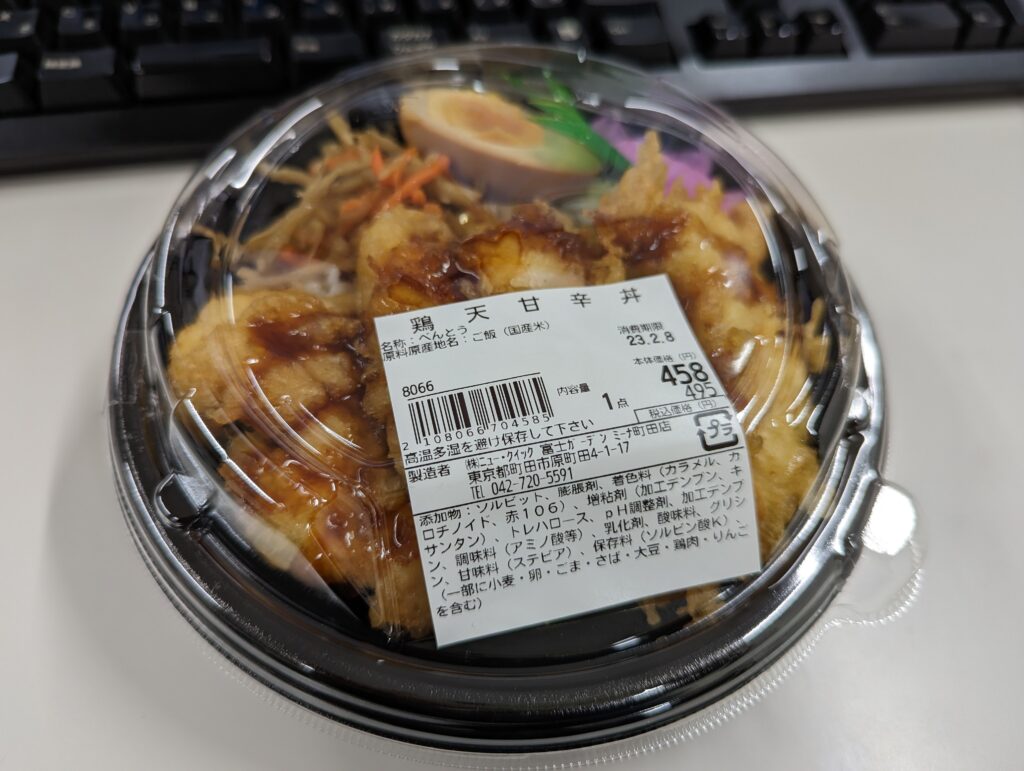 鶏天甘辛丼
名称：べんとう
原料原産地名：ご飯（国産米）
消費期限
23.2.8
本体価格（円）
458
495
税込価格（円）
8066
内容量
1点
2 108066 704585
プラ
高温多湿を避け保存して下さい
製造者 ㈱ニュー・クイック 富士ガーデン ミーナ町田店
東京都町田市原町田4-1-17
TEL 042-720-5591
添加物：ソルビット、膨脹剤、着色料（カラメル、カ
ロチノイド、赤106）、増粘剤（加工デンプン、キ
サンタン）、トレハロース、pH調整剤、加工デンプ
ン、調味料（アミノ酸等）、乳化剤、酸味料、グリシ
ン、甘味料（ステビア）、保存料（ソルビン酸K）、
（一部に小麦・卵・ごま・さば・大豆・鶏肉・りんご
を含む）